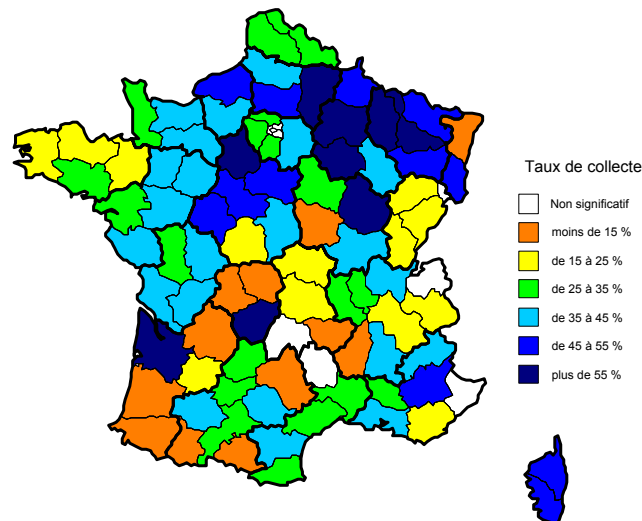 Taux de collecte
Non significatif
moins de 15 %
de 15 à 25 %
de 25 à 35 %
de 35 à 45 %
de 45 à 55 %
plus de 55 %